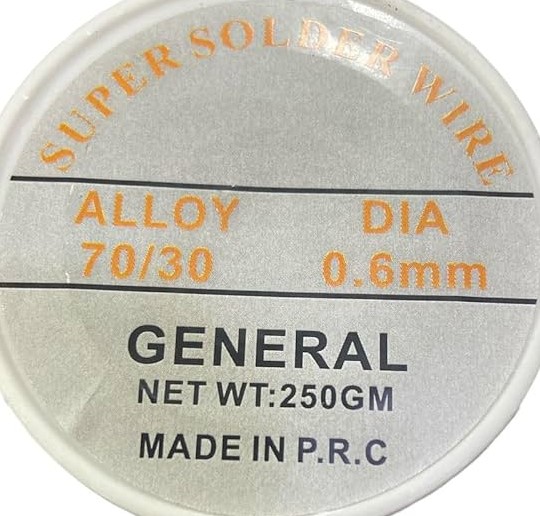 SUPER SOLDER WIRE
ALLOY DIA
70/30 0.6mm
GENERAL
NET WT:250GM
MADE IN P.R.C